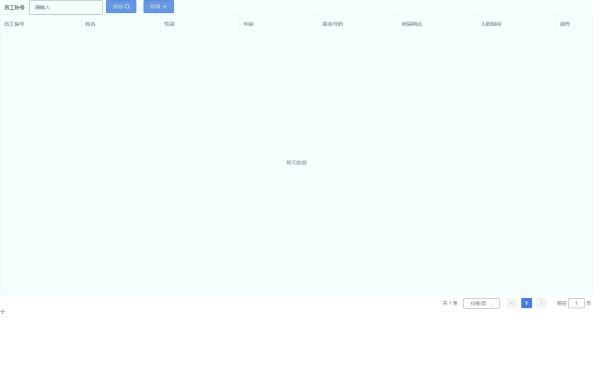 员工账号 请输入 查询 新增 +
员工编号 姓名 性别 年龄 联系号码 所属网点 入职时间 操作
暂无数据
共 1 条 10条/页 < 1 > 前往 1 页
+